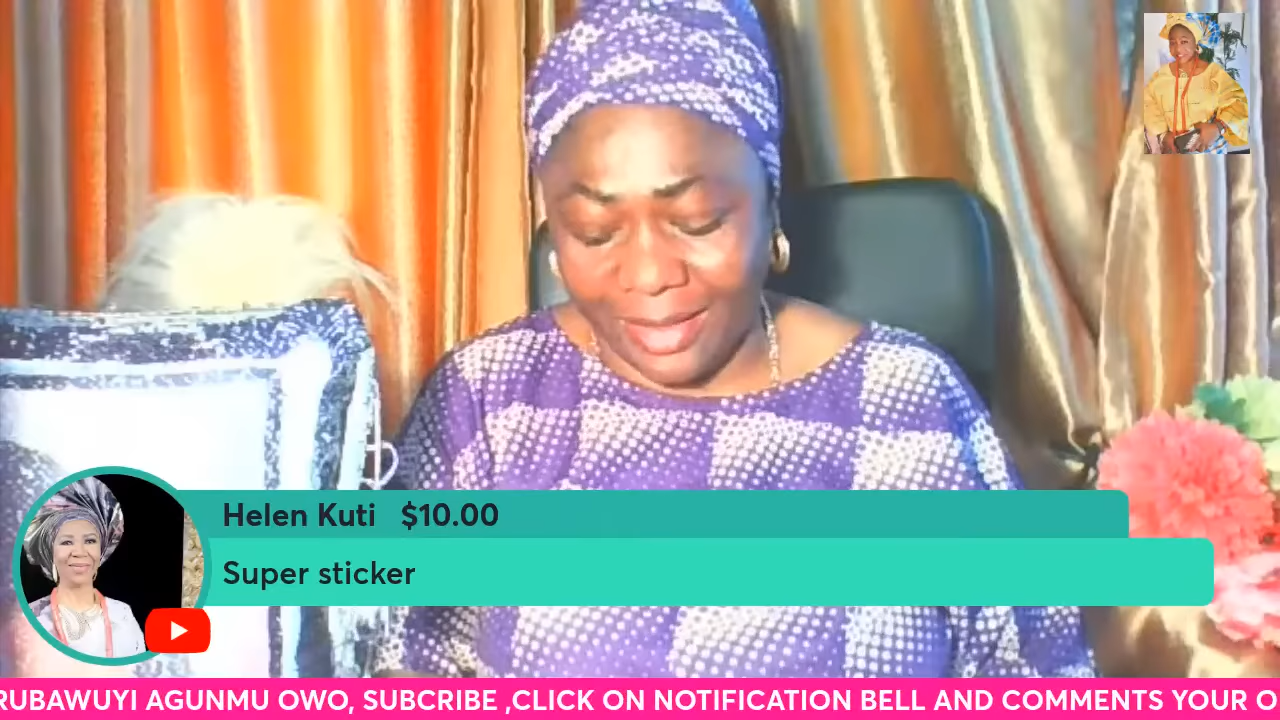 Helen Kuti $10.00
Super sticker
RUBAWUYI AGUNMU OWO, SUBCRIBE ,CLICK ON NOTIFICATION BELL AND COMMENTS YOUR O